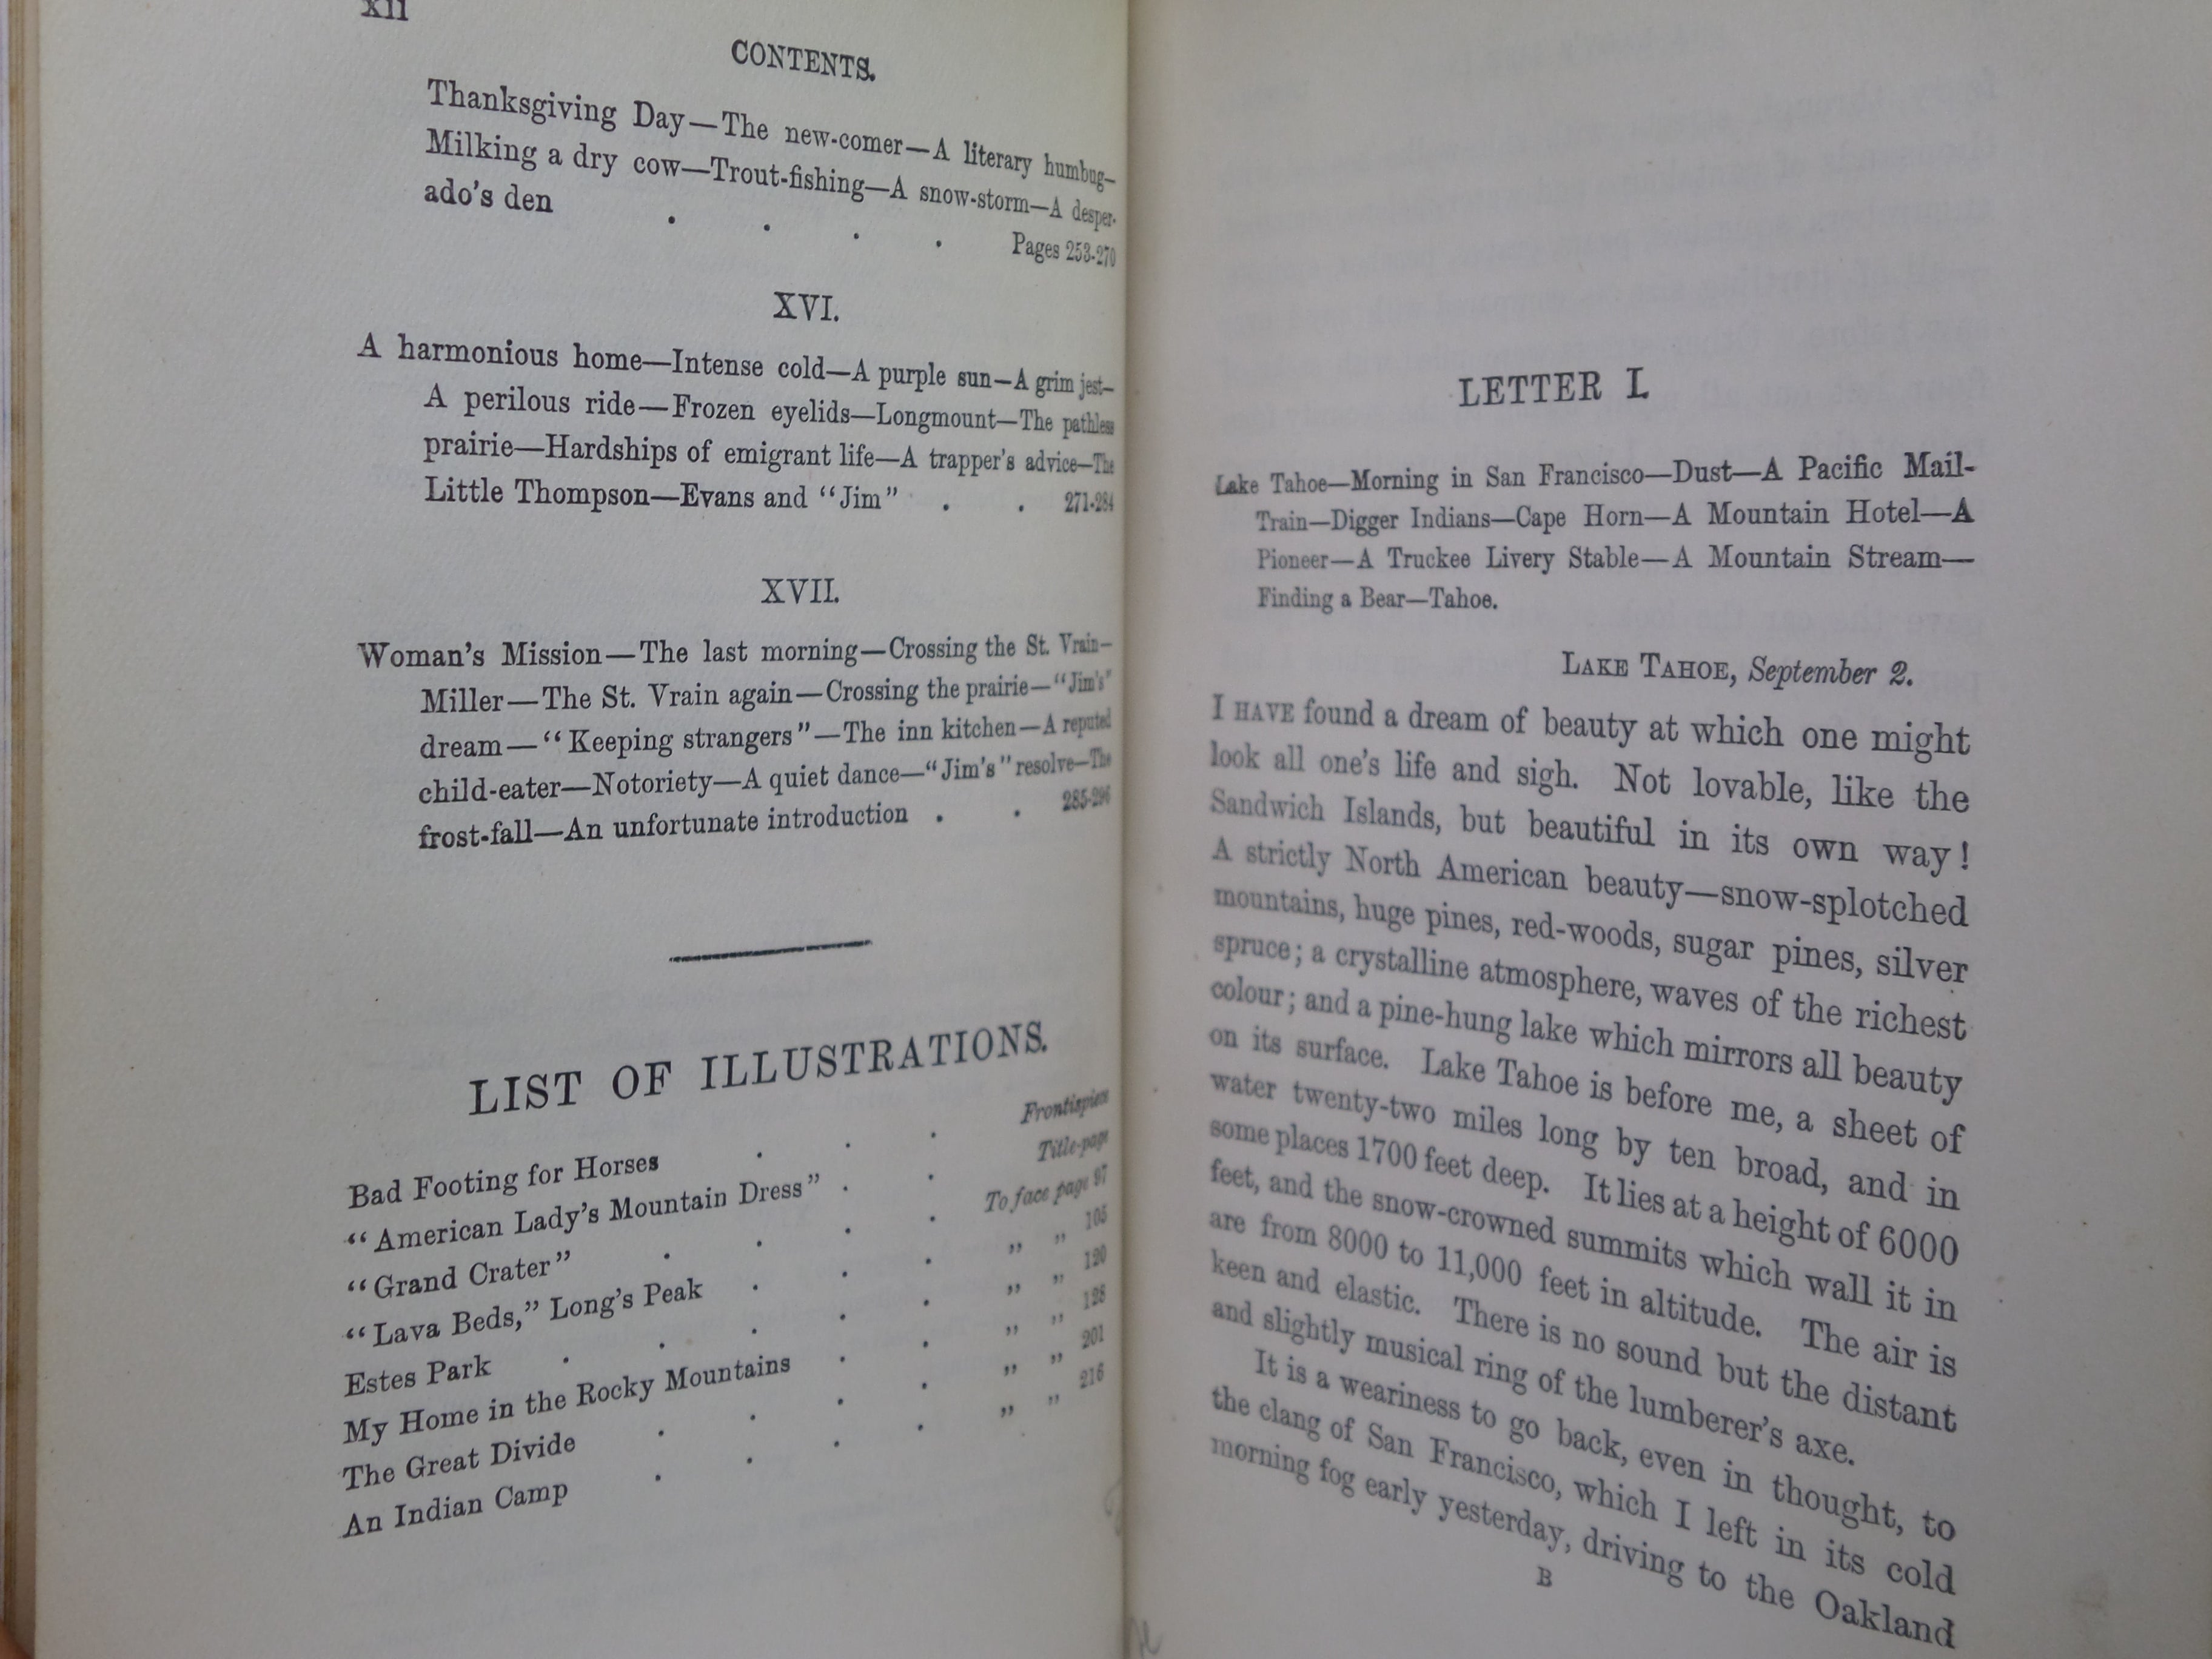 xii
CONTENTS.
Thanksgiving Day—The new-comer—A literary humbug—
Milking a dry cow—Trout-fishing—A snow-storm—A desper-
ado's den . . . . Pages 253-270
XVI.
A harmonious home—Intense cold—A purple sun—A grim jest—
A perilous ride—Frozen eyelids—Longmount—The pathless
prairie—Hardships of emigrant life—A trapper's advice—The
Little Thompson—Evans and "Jim" . . 271-284
XVII.
Woman's Mission—The last morning—Crossing the St. Vrain—
Miller—The St. Vrain again—Crossing the prairie—"Jim's"
dream—"Keeping strangers"—The inn kitchen—A reputed
child-eater—Notoriety—A quiet dance—"Jim's" resolve—The
frost-fall—An unfortunate introduction . . 285-296
LIST OF ILLUSTRATIONS.
Bad Footing for Horses . . . Frontispiece
"American Lady's Mountain Dress" . . Title-page
"Grand Crater" . . . . To face page 97
"Lava Beds," Long's Peak . . . " " 105
Estes Park . . . . . " " 120
My Home in the Rocky Mountains . . " " 128
The Great Divide . . . . " " 201
An Indian Camp . . . . " " 216
LETTER I.
Lake Tahoe—Morning in San Francisco—Dust—A Pacific Mail-
Train—Digger Indians—Cape Horn—A Mountain Hotel—A
Pioneer—A Truckee Livery Stable—A Mountain Stream—
Finding a Bear—Tahoe.
LAKE TAHOE, September 2.
I HAVE found a dream of beauty at which one might
look all one's life and sigh. Not lovable, like the
Sandwich Islands, but beautiful in its own way!
A strictly North American beauty—snow-splotched
mountains, huge pines, red-woods, sugar pines, silver
spruce; a crystalline atmosphere, waves of the richest
colour; and a pine-hung lake which mirrors all beauty
on its surface. Lake Tahoe is before me, a sheet of
water twenty-two miles long by ten broad, and in
some places 1700 feet deep. It lies at a height of 6000
feet, and the snow-crowned summits which wall it in
are from 8000 to 11,000 feet in altitude. The air is
keen and elastic. There is no sound but the distant
and slightly musical ring of the lumberer's axe.
It is a weariness to go back, even in thought, to
the clang of San Francisco, which I left in its cold
morning fog early yesterday, driving to the Oakland
B